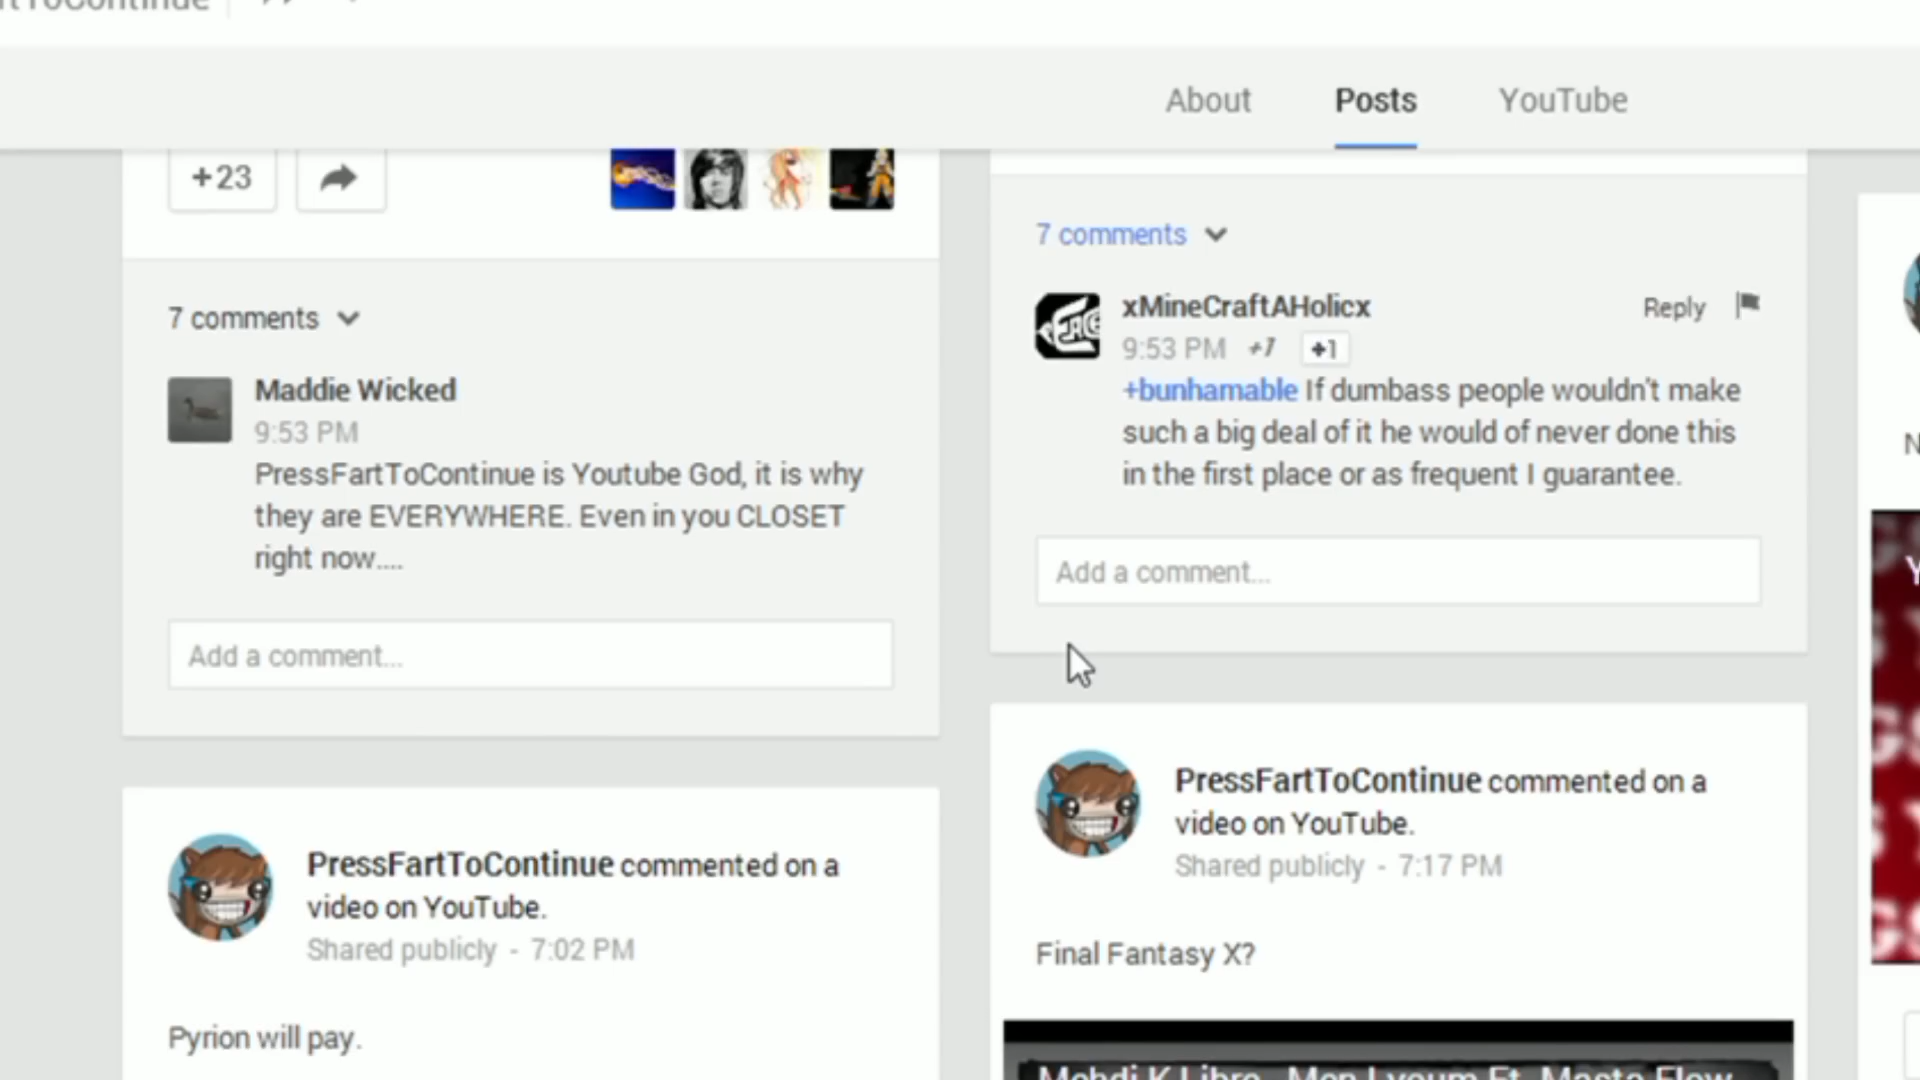 About Posts YouTube
+23
7 comments
Maddie Wicked
9:53 PM
PressFartToContinue is Youtube God, it is why
they are EVERYWHERE. Even in you CLOSET
right now....
Add a comment...
PressFartToContinue commented on a
video on YouTube.
Shared publicly - 7:02 PM
Pyrion will pay.
7 comments
xMineCraftAHolicx Reply
9:53 PM +1 +1
+bunhamable If dumbass people wouldn't make
such a big deal of it he would of never done this
in the first place or as frequent I guarantee.
Add a comment...
PressFartToContinue commented on a
video on YouTube.
Shared publicly - 7:17 PM
Final Fantasy X?